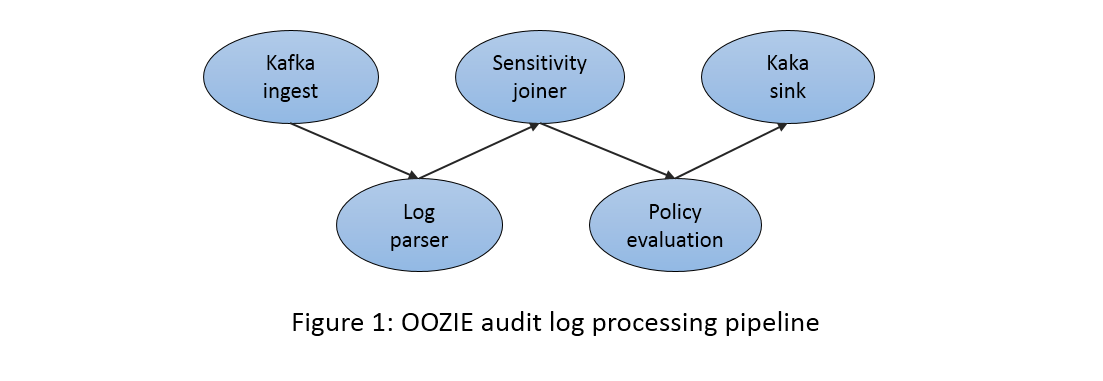 Kafka
ingest
Sensitivity
joiner
Kaka
sink
Log
parser
Policy
evaluation
Figure 1: OOZIE audit log processing pipeline